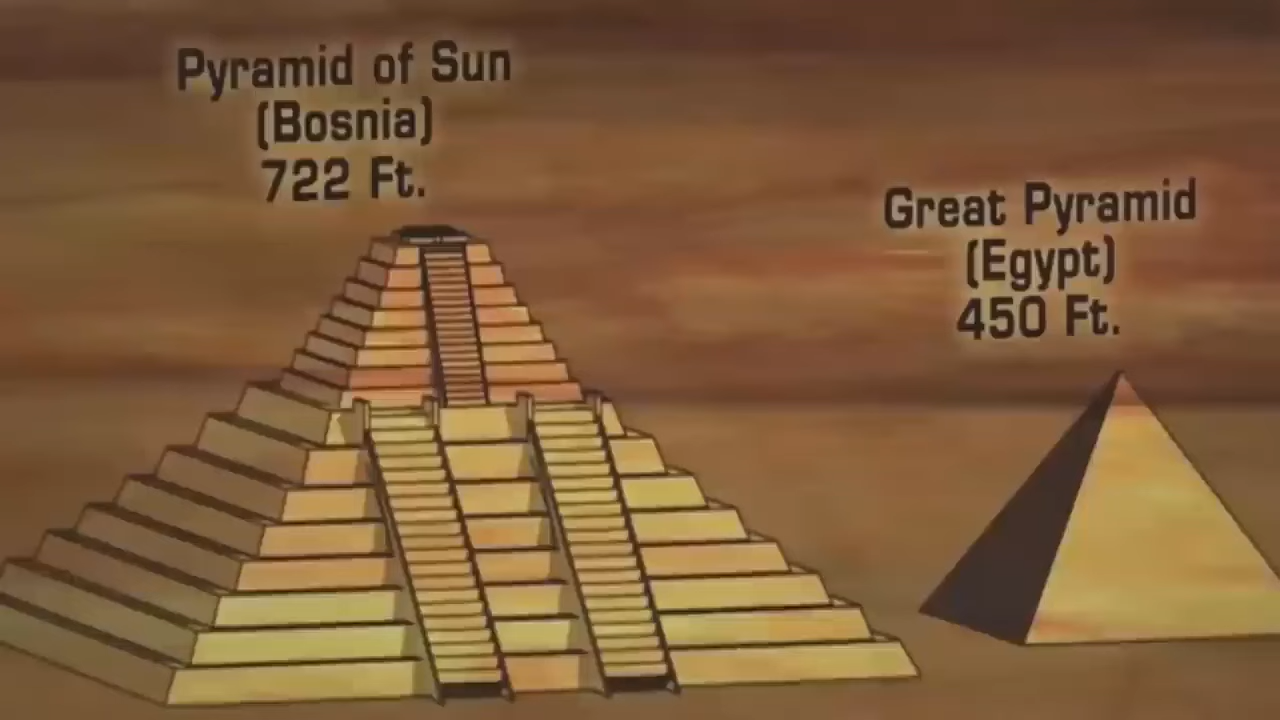 Pyramid of Sun
(Bosnia)
722 Ft.
Great Pyramid
(Egypt)
450 Ft.